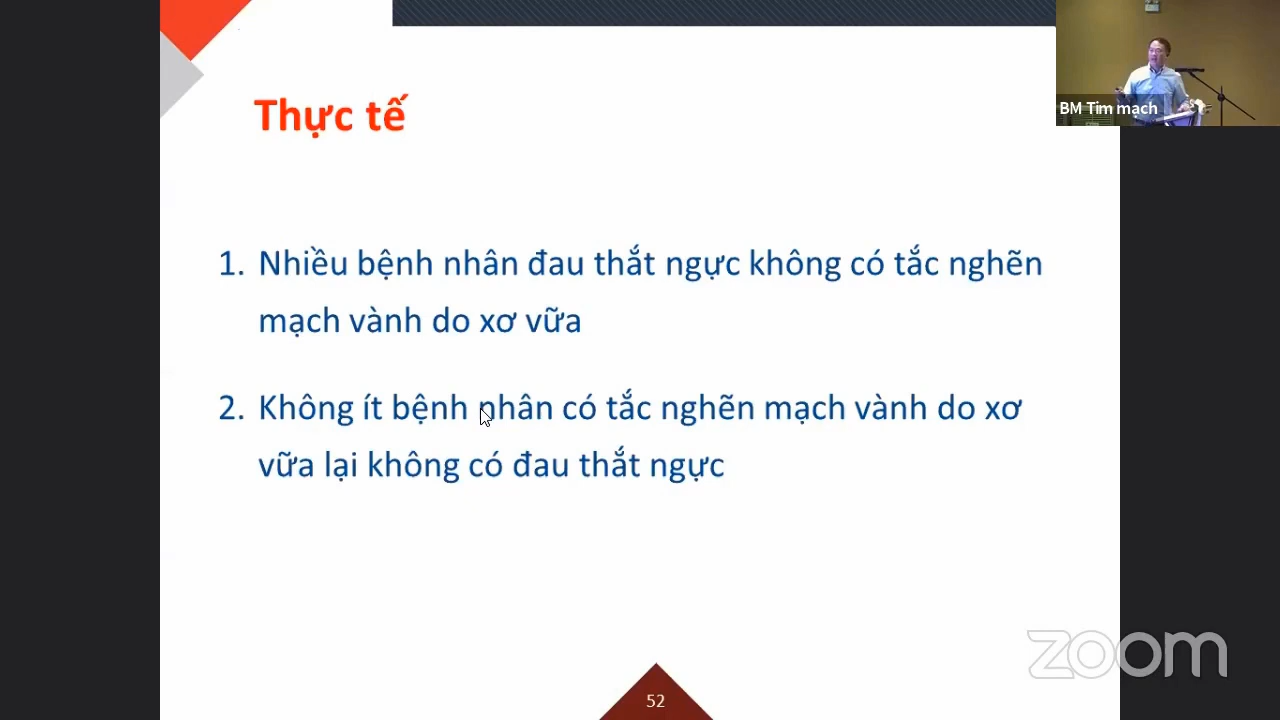 Thực tế
BM Tim mạch
1. Nhiều bệnh nhân đau thắt ngực không có tắc nghẽn
mạch vành do xơ vữa
2. Không ít bệnh nhân có tắc nghẽn mạch vành do xơ
vữa lại không có đau thắt ngực
zoom
52